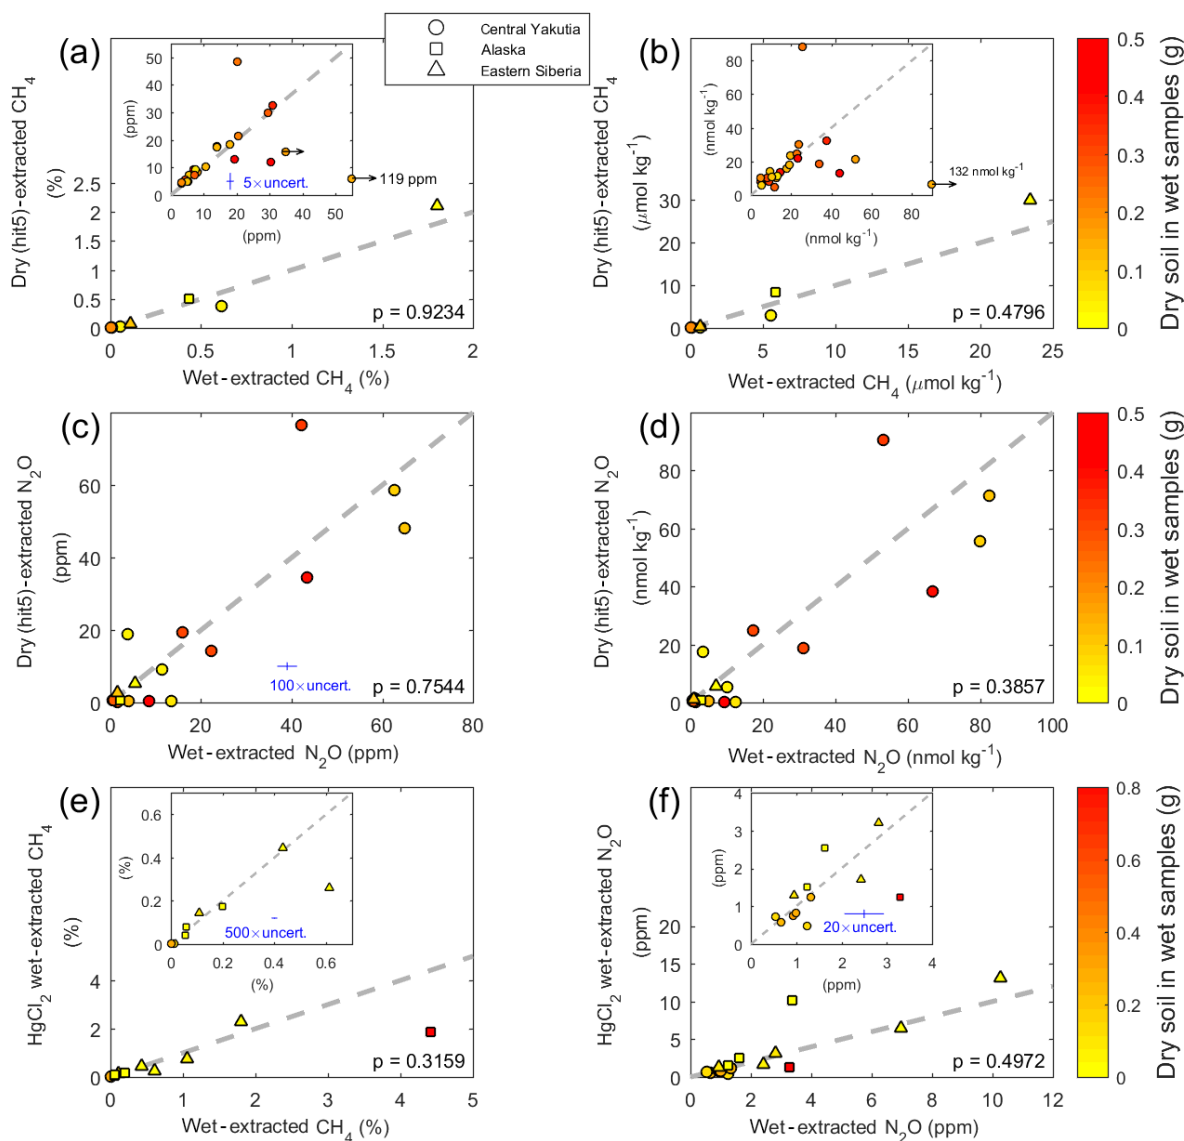 Central Yakutia
Alaska
Eastern Siberia
(a)
Dry (hit5)-extracted CH4
(%)
2.5
2
1.5
1
0.5
0
0
0.5
1
1.5
2
Wet-extracted CH4 (%)
p = 0.9234
50
40
30
20
10
0
0 10 20 30 40 50
(ppm)
(ppm)
5×uncert.
119 ppm
(b)
Dry (hit5)-extracted CH4
(μmol kg-1)
30
20
10
0
0 5 10 15 20 25
Wet-extracted CH4 (μmol kg-1)
p = 0.4796
80
60
40
20
0
0 20 40 60 80
(nmol kg-1)
(nmol kg-1)
132 nmol kg-1
0.5
0.4
0.3
0.2
0.1
0
Dry soil in wet samples (g)
(c)
Dry (hit5)-extracted N2O
(ppm)
60
40
20
0
0 20 40 60 80
Wet-extracted N2O (ppm)
100×uncert.
p = 0.7544
(d)
Dry (hit5)-extracted N2O
(nmol kg-1)
80
60
40
20
0
0 20 40 60 80 100
Wet-extracted N2O (nmol kg-1)
p = 0.3857
0.5
0.4
0.3
0.2
0.1
0
Dry soil in wet samples (g)
(e)
HgCl2 wet-extracted CH4
(%)
4
2
0
0 1 2 3 4 5
Wet-extracted CH4 (%)
p = 0.3159
0.6
0.4
0.2
0
0 0.2 0.4 0.6
(%)
(%)
500×uncert.
(f)
HgCl2 wet-extracted N2O
(ppm)
20
15
10
5
0
0 2 4 6 8 10 12
Wet-extracted N2O (ppm)
p = 0.4972
4
3
2
1
0
0 1 2 3 4
(ppm)
(ppm)
20×uncert.
0.8
0.6
0.4
0.2
0
Dry soil in wet samples (g)